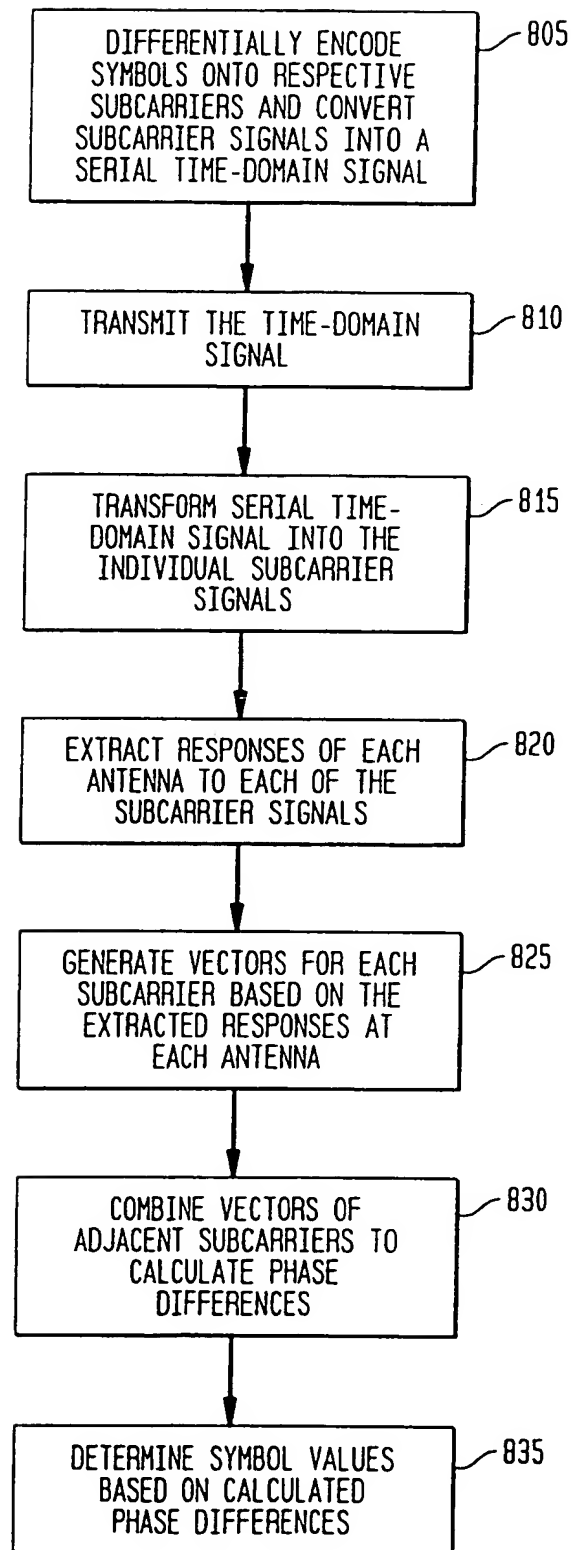 DIFFERENTIALLY ENCODE
SYMBOLS ONTO RESPECTIVE
SUBCARRIERS AND CONVERT
SUBCARRIER SIGNALS INTO A
SERIAL TIME-DOMAIN SIGNAL
805
TRANSMIT THE TIME-DOMAIN
SIGNAL
810
TRANSFORM SERIAL TIME-
DOMAIN SIGNAL INTO THE
INDIVIDUAL SUBCARRIER
SIGNALS
815
EXTRACT RESPONSES OF EACH
ANTENNA TO EACH OF THE
SUBCARRIER SIGNALS
820
GENERATE VECTORS FOR EACH
SUBCARRIER BASED ON THE
EXTRACTED RESPONSES AT
EACH ANTENNA
825
COMBINE VECTORS OF
ADJACENT SUBCARRIERS TO
CALCULATE PHASE
DIFFERENCES
830
DETERMINE SYMBOL VALUES
BASED ON CALCULATED
PHASE DIFFERENCES
835